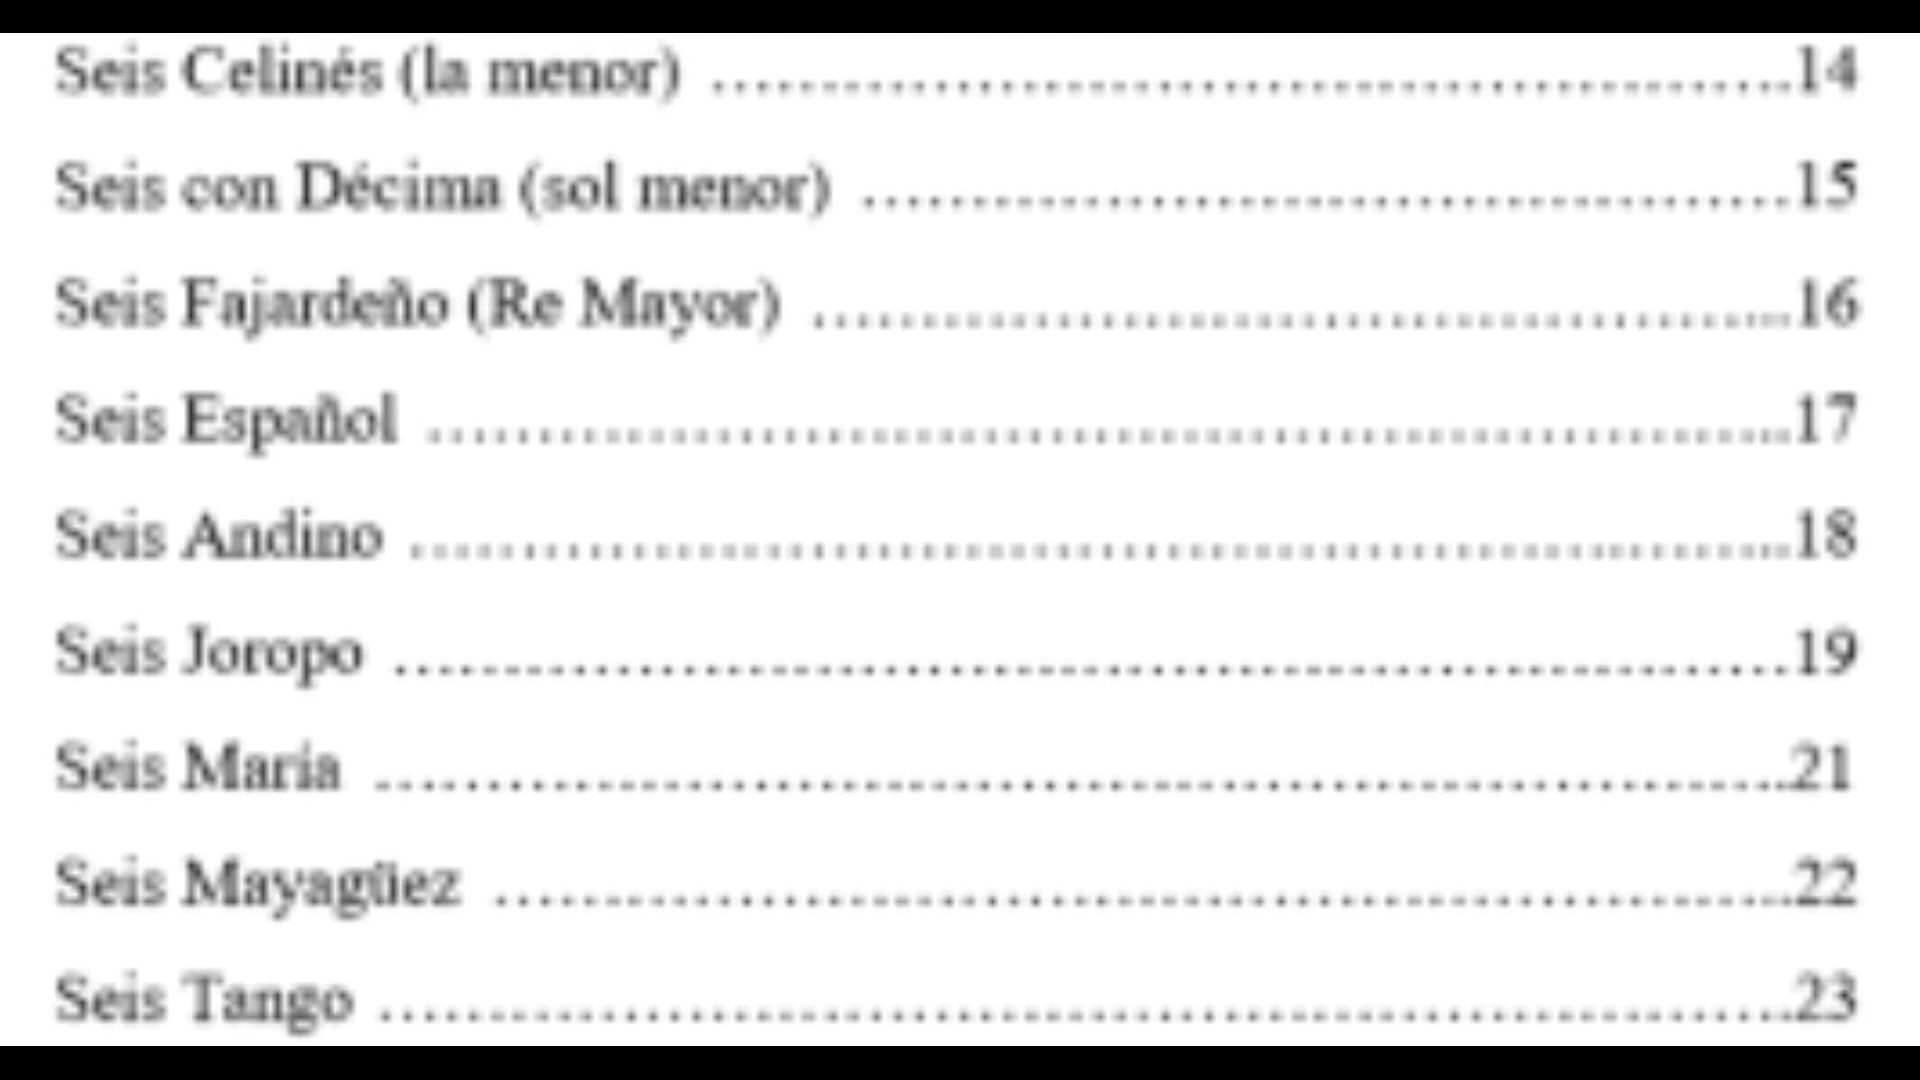 Seis Celinés (la menor) ....................................................14
Seis con Décima (sol menor) ....................................................15
Seis Fajardeño (Re Mayor) ....................................................16
Seis Español ....................................................17
Seis Andino ....................................................18
Seis Joropo ....................................................19
Seis María ....................................................21
Seis Mayagüez ....................................................22
Seis Tango ....................................................23